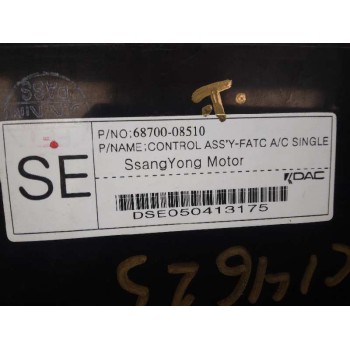 T.
P/NO:68700-08510
P/NAME:CONTROL ASS'Y-FATC A/C SINGLE
SE
SsangYong Motor
DSE050413175
DAC